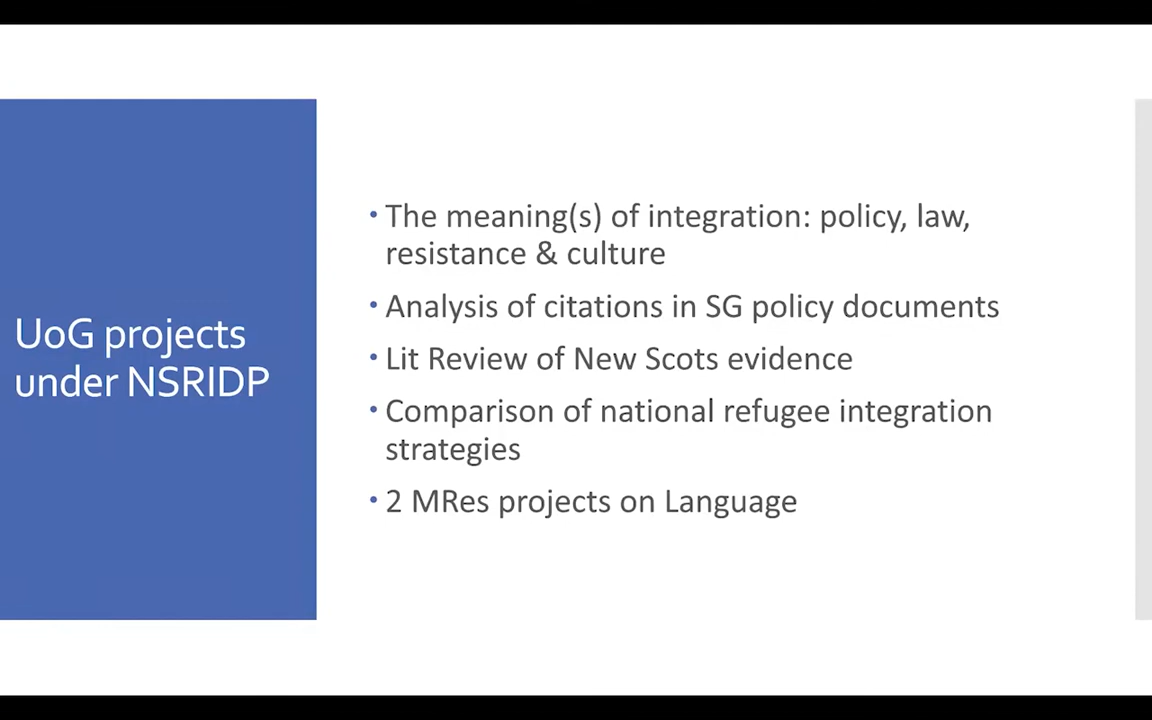 UoG projects
under NSRIDP
• The meaning(s) of integration: policy, law,
resistance & culture
• Analysis of citations in SG policy documents
• Lit Review of New Scots evidence
• Comparison of national refugee integration
strategies
• 2 MRes projects on Language